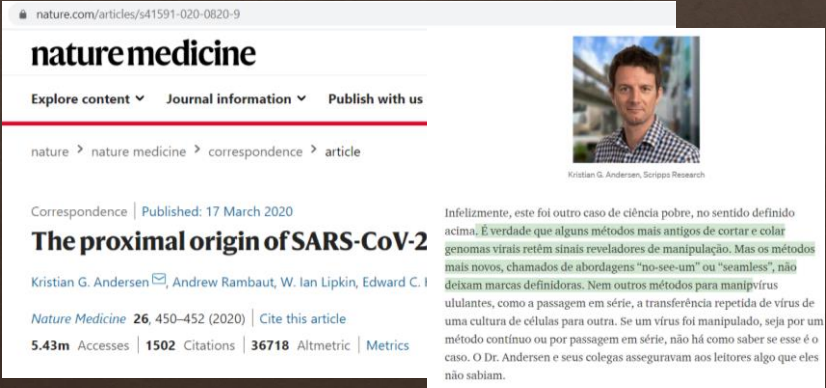 nature.com/articles/s41591-020-0820-9
nature medicine
Explore content
Journal information
Publish with us
nature > nature medicine > correspondence > article
Correspondence | Published: 17 March 2020
The proximal origin of SARS-CoV-2
Kristian G. Andersen, Andrew Rambaut, W. Ian Lipkin, Edward C.
Nature Medicine 26, 450–452 (2020) | Cite this article
5.43m Accesses | 1502 Citations | 36718 Altmetric | Metrics
Kristian G. Andersen, Scripps Research
Infelizmente, este foi outro caso de ciência pobre, no sentido definido
acima. É verdade que alguns métodos mais antigos de cortar e colar
genomas virais retêm sinais reveladores de manipulação. Mas os métodos
mais novos, chamados de abordagens “no-see-um” ou “seamless”, não
deixam marcas definidoras. Nem outros métodos para manipvírus
ululantes, como a passagem em série, a transferência repetida de vírus de
uma cultura de células para outra. Se um vírus foi manipulado, seja por um
método contínuo ou por passagem em série, não há como saber se esse é o
caso. O Dr. Andersen e seus colegas asseguravam aos leitores algo que eles
não sabiam.